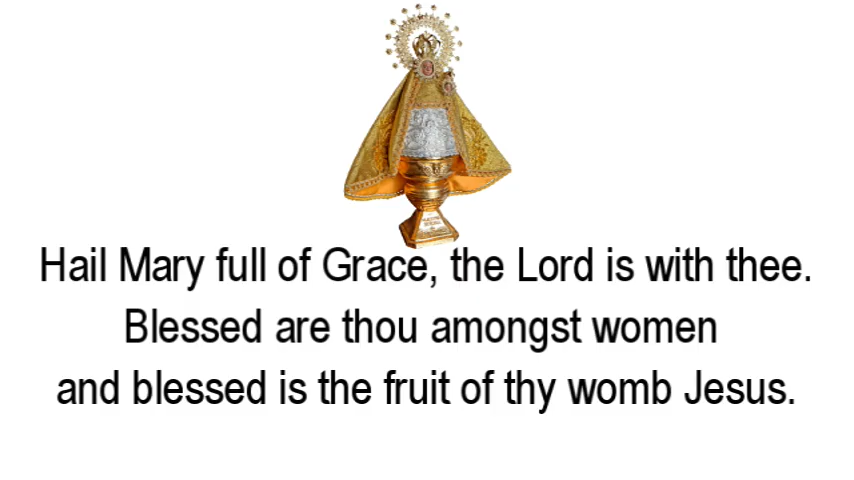 Hail Mary full of Grace, the Lord is with thee.
Blessed are thou amongst women
and blessed is the fruit of thy womb Jesus.